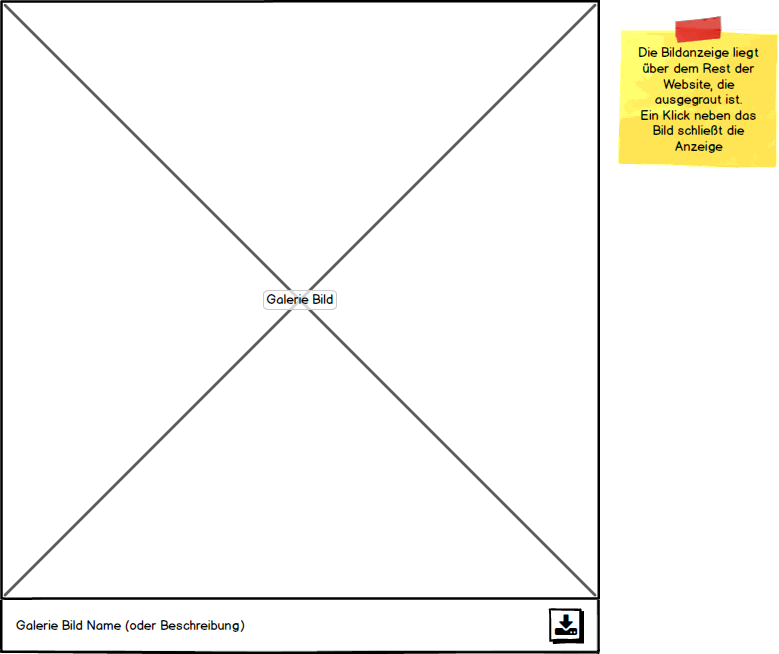 Die Bildanzeige liegt
über dem Rest der
Website, die
ausgegraut ist.
Ein Klick neben das
Bild schließt die
Anzeige
Galerie Bild
Galerie Bild Name (oder Beschreibung)